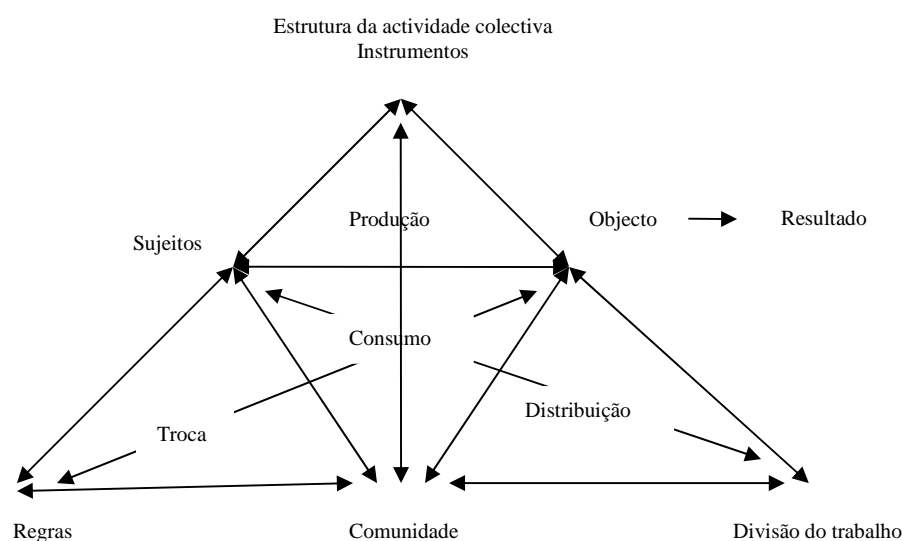 Estrutura da actividade colectiva
Instrumentos
Produção
Objecto
Resultado
Sujeitos
Consumo
Distribuição
Troca
Regras
Comunidade
Divisão do trabalho